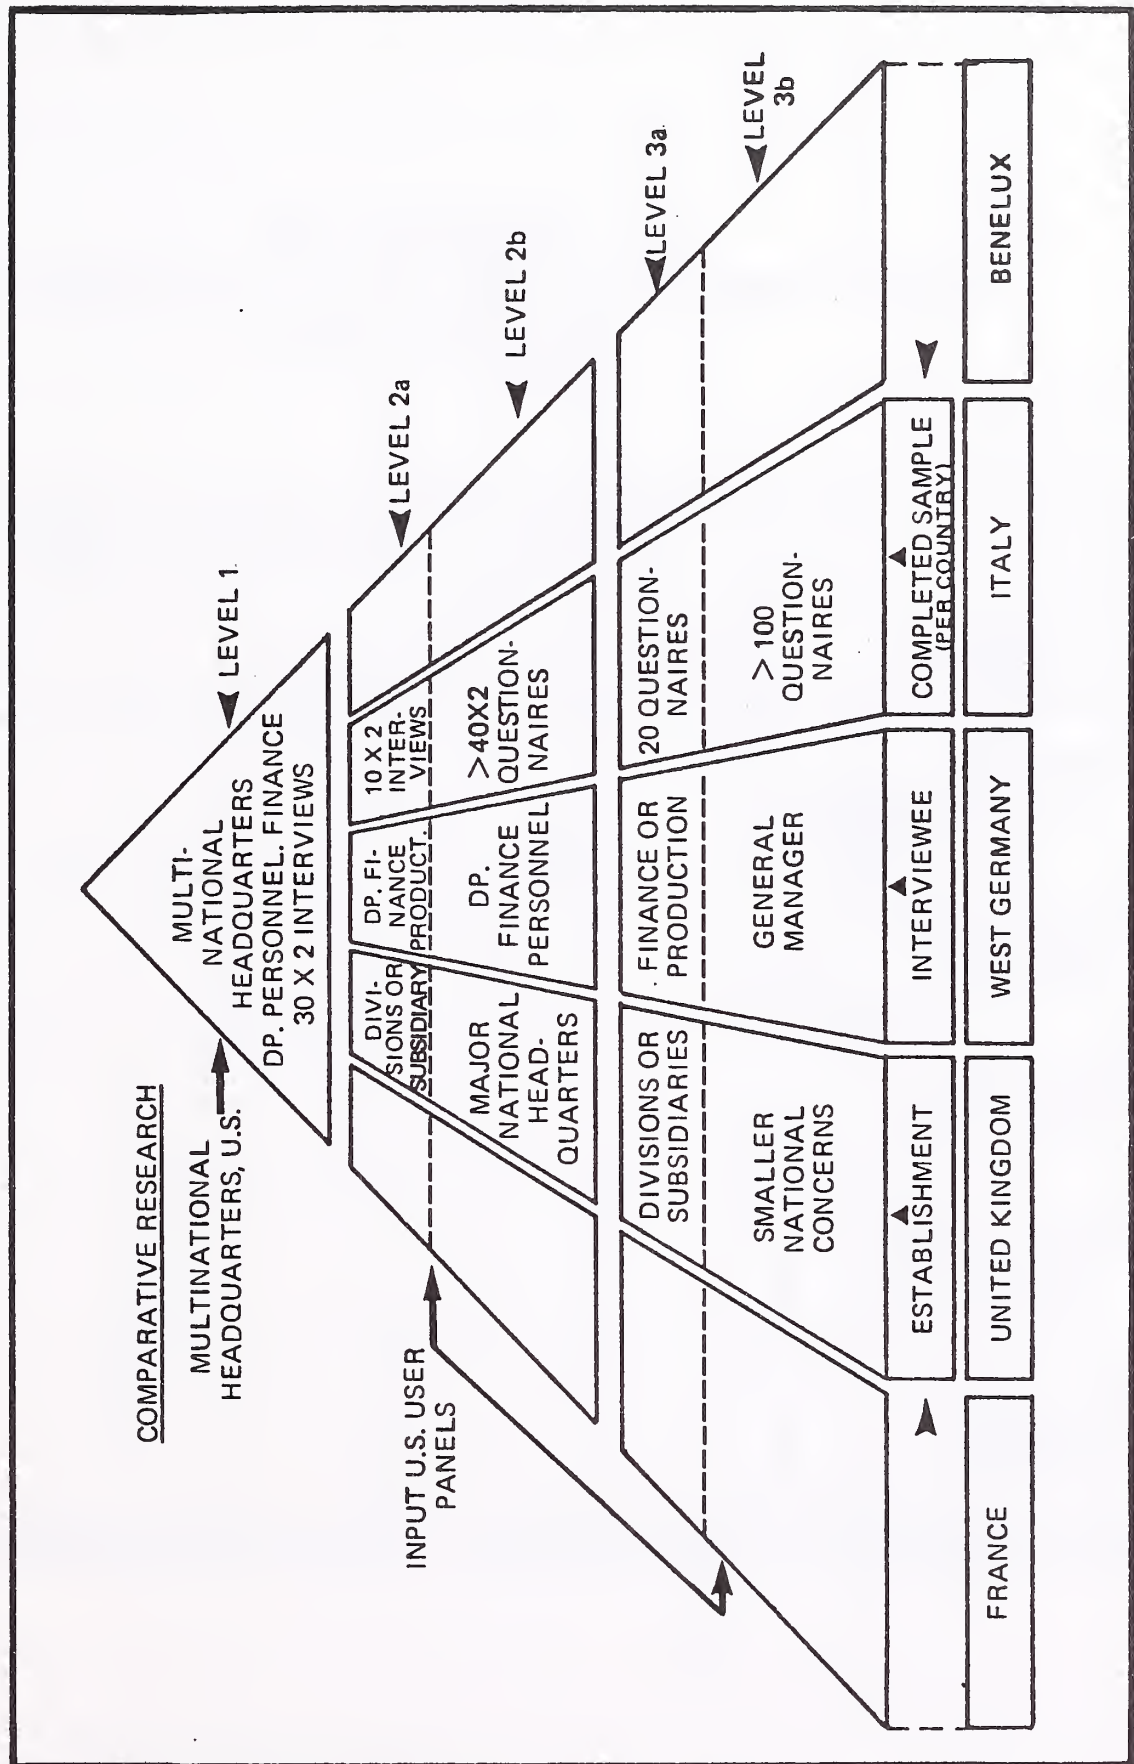 COMPARATIVE RESEARCH
MULTINATIONAL
HEADQUARTERS, U.S.
MULTI-
NATIONAL
HEADQUARTERS
DP. PERSONNEL. FINANCE
30 X 2 INTERVIEWS
LEVEL 1
INPUT U.S. USER
PANELS
DIVI-
SIONS OR
SUBSIDIARY
DP. FI-
NANCE
PRODUCT.
10 X 2
INTER-
VIEWS
LEVEL 2a
MAJOR
NATIONAL
HEAD-
QUARTERS
DP.
FINANCE
PERSONNEL
>40X2
QUESTION-
NAIRES
LEVEL 2b
DIVISIONS OR
SUBSIDIARIES
FINANCE OR
PRODUCTION
20 QUESTION-
NAIRES
LEVEL 3a
SMALLER
NATIONAL
CONCERNS
GENERAL
MANAGER
> 100
QUESTION-
NAIRES
LEVEL
3b
ESTABLISHMENT
INTERVIEWEE
COMPLETED SAMPLE
(PER COUNTRY)
FRANCE
UNITED KINGDOM
WEST GERMANY
ITALY
BENELUX